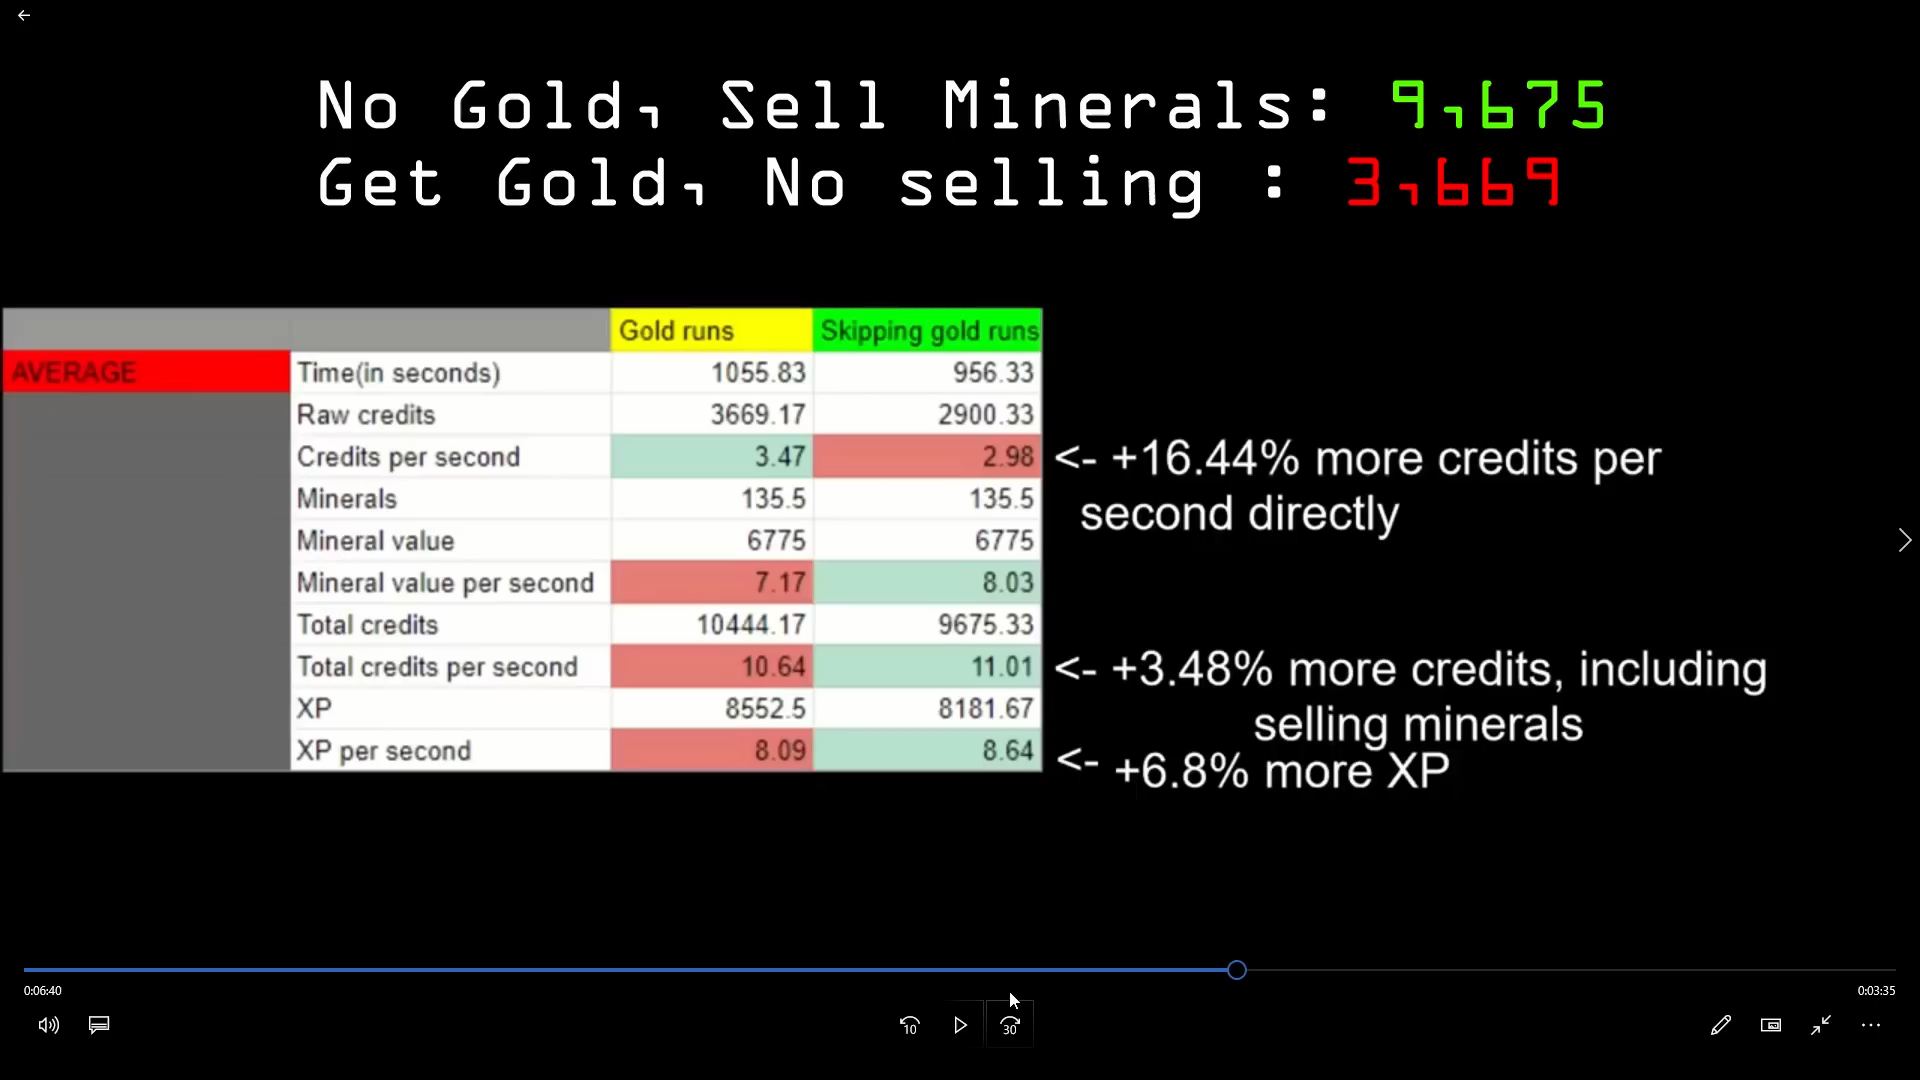 No Gold, Sell Minerals: 9,675
Get Gold, No selling : 3,669
Gold runs Skipping gold runs
AVERAGE Time(in seconds) 1055.83 956.33
Raw credits 3669.17 2900.33
Credits per second 3.47 2.98 <- +16.44% more credits per
second directly
Minerals 135.5 135.5
Mineral value 6775 6775
Mineral value per second 7.17 8.03
Total credits 10444.17 9675.33
Total credits per second 10.64 11.01 <- +3.48% more credits, including
selling minerals
XP 8552.5 8181.67
XP per second 8.09 8.64 <- +6.8% more XP
0:06:40 0:03:35
10 30